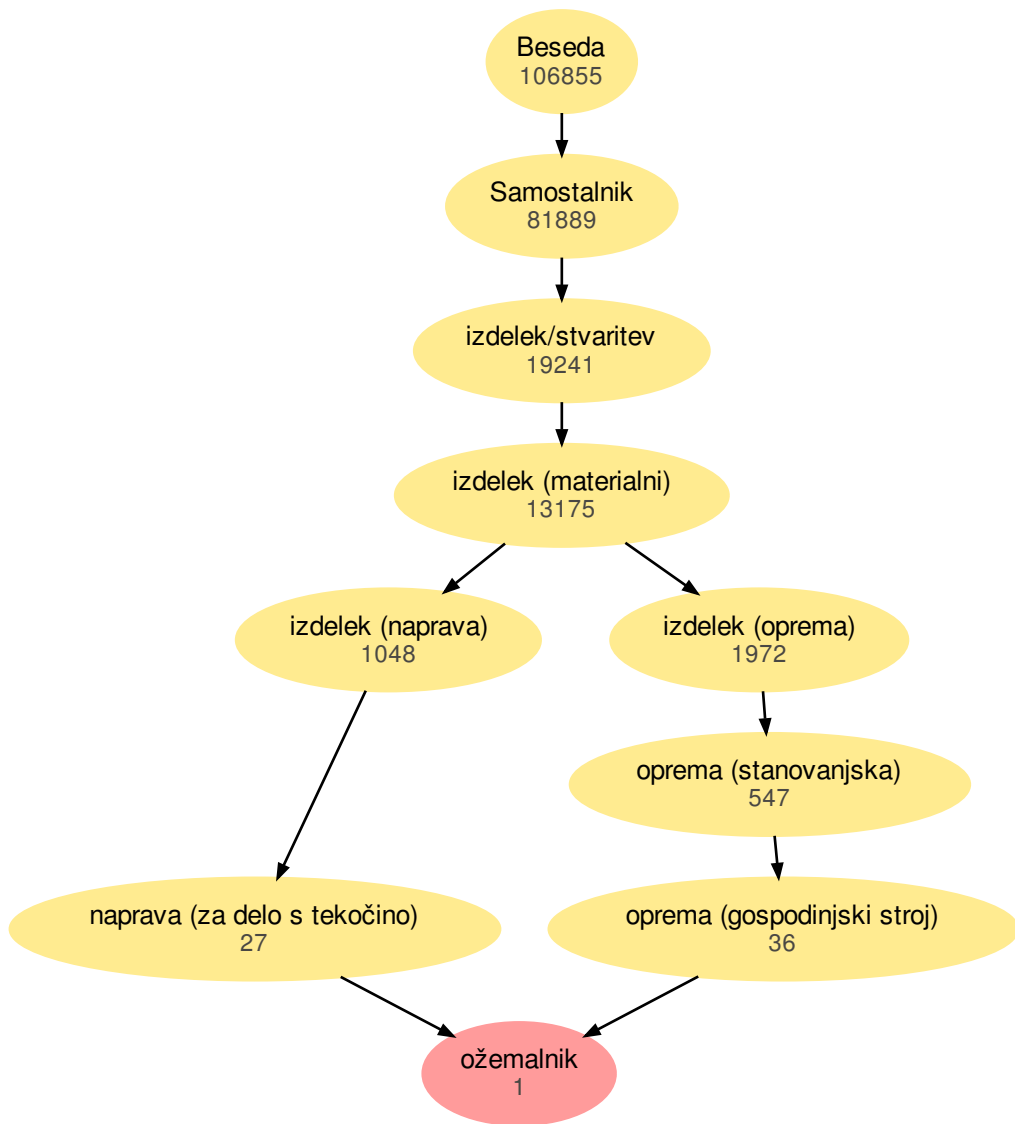 Beseda
106855
Samostalnik
81889
izdelek/stvaritev
19241
izdelek (materialni)
13175
izdelek (naprava)
1048
izdelek (oprema)
1972
oprema (stanovanjska)
547
naprava (za delo s tekočino)
27
oprema (gospodinjski stroj)
36
ožemalnik
1